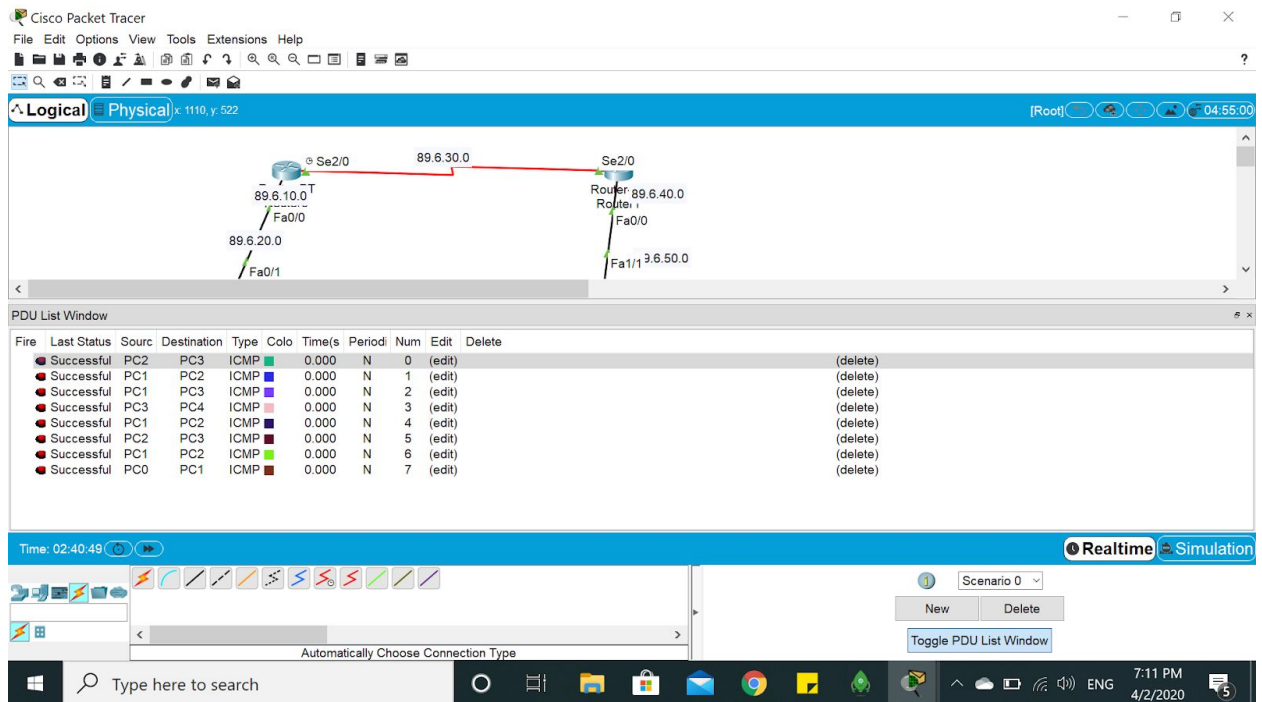 Cisco Packet Tracer
File Edit Options View Tools Extensions Help
?
Logical Physical x: 1110, y: 522 [Root] 04:55:00
Se2/0 89.6.30.0 Se2/0
89.6.10.0 T Router 89.6.40.0
Fa0/0 Fa0/0
89.6.20.0
Fa0/1 Fa1/1 9.6.50.0
PDU List Window
Fire Last Status Sourc Destination Type Colo Time(s Periodi Num Edit Delete
Successful PC2 PC3 ICMP 0.000 N 0 (edit) (delete)
Successful PC1 PC2 ICMP 0.000 N 1 (edit) (delete)
Successful PC1 PC3 ICMP 0.000 N 2 (edit) (delete)
Successful PC3 PC4 ICMP 0.000 N 3 (edit) (delete)
Successful PC1 PC2 ICMP 0.000 N 4 (edit) (delete)
Successful PC2 PC3 ICMP 0.000 N 5 (edit) (delete)
Successful PC1 PC2 ICMP 0.000 N 6 (edit) (delete)
Successful PC0 PC1 ICMP 0.000 N 7 (edit) (delete)
Time: 02:40:49 Realtime Simulation
Scenario 0
New Delete
Toggle PDU List Window
Automatically Choose Connection Type
Type here to search ENG 7:11 PM
4/2/2020 5